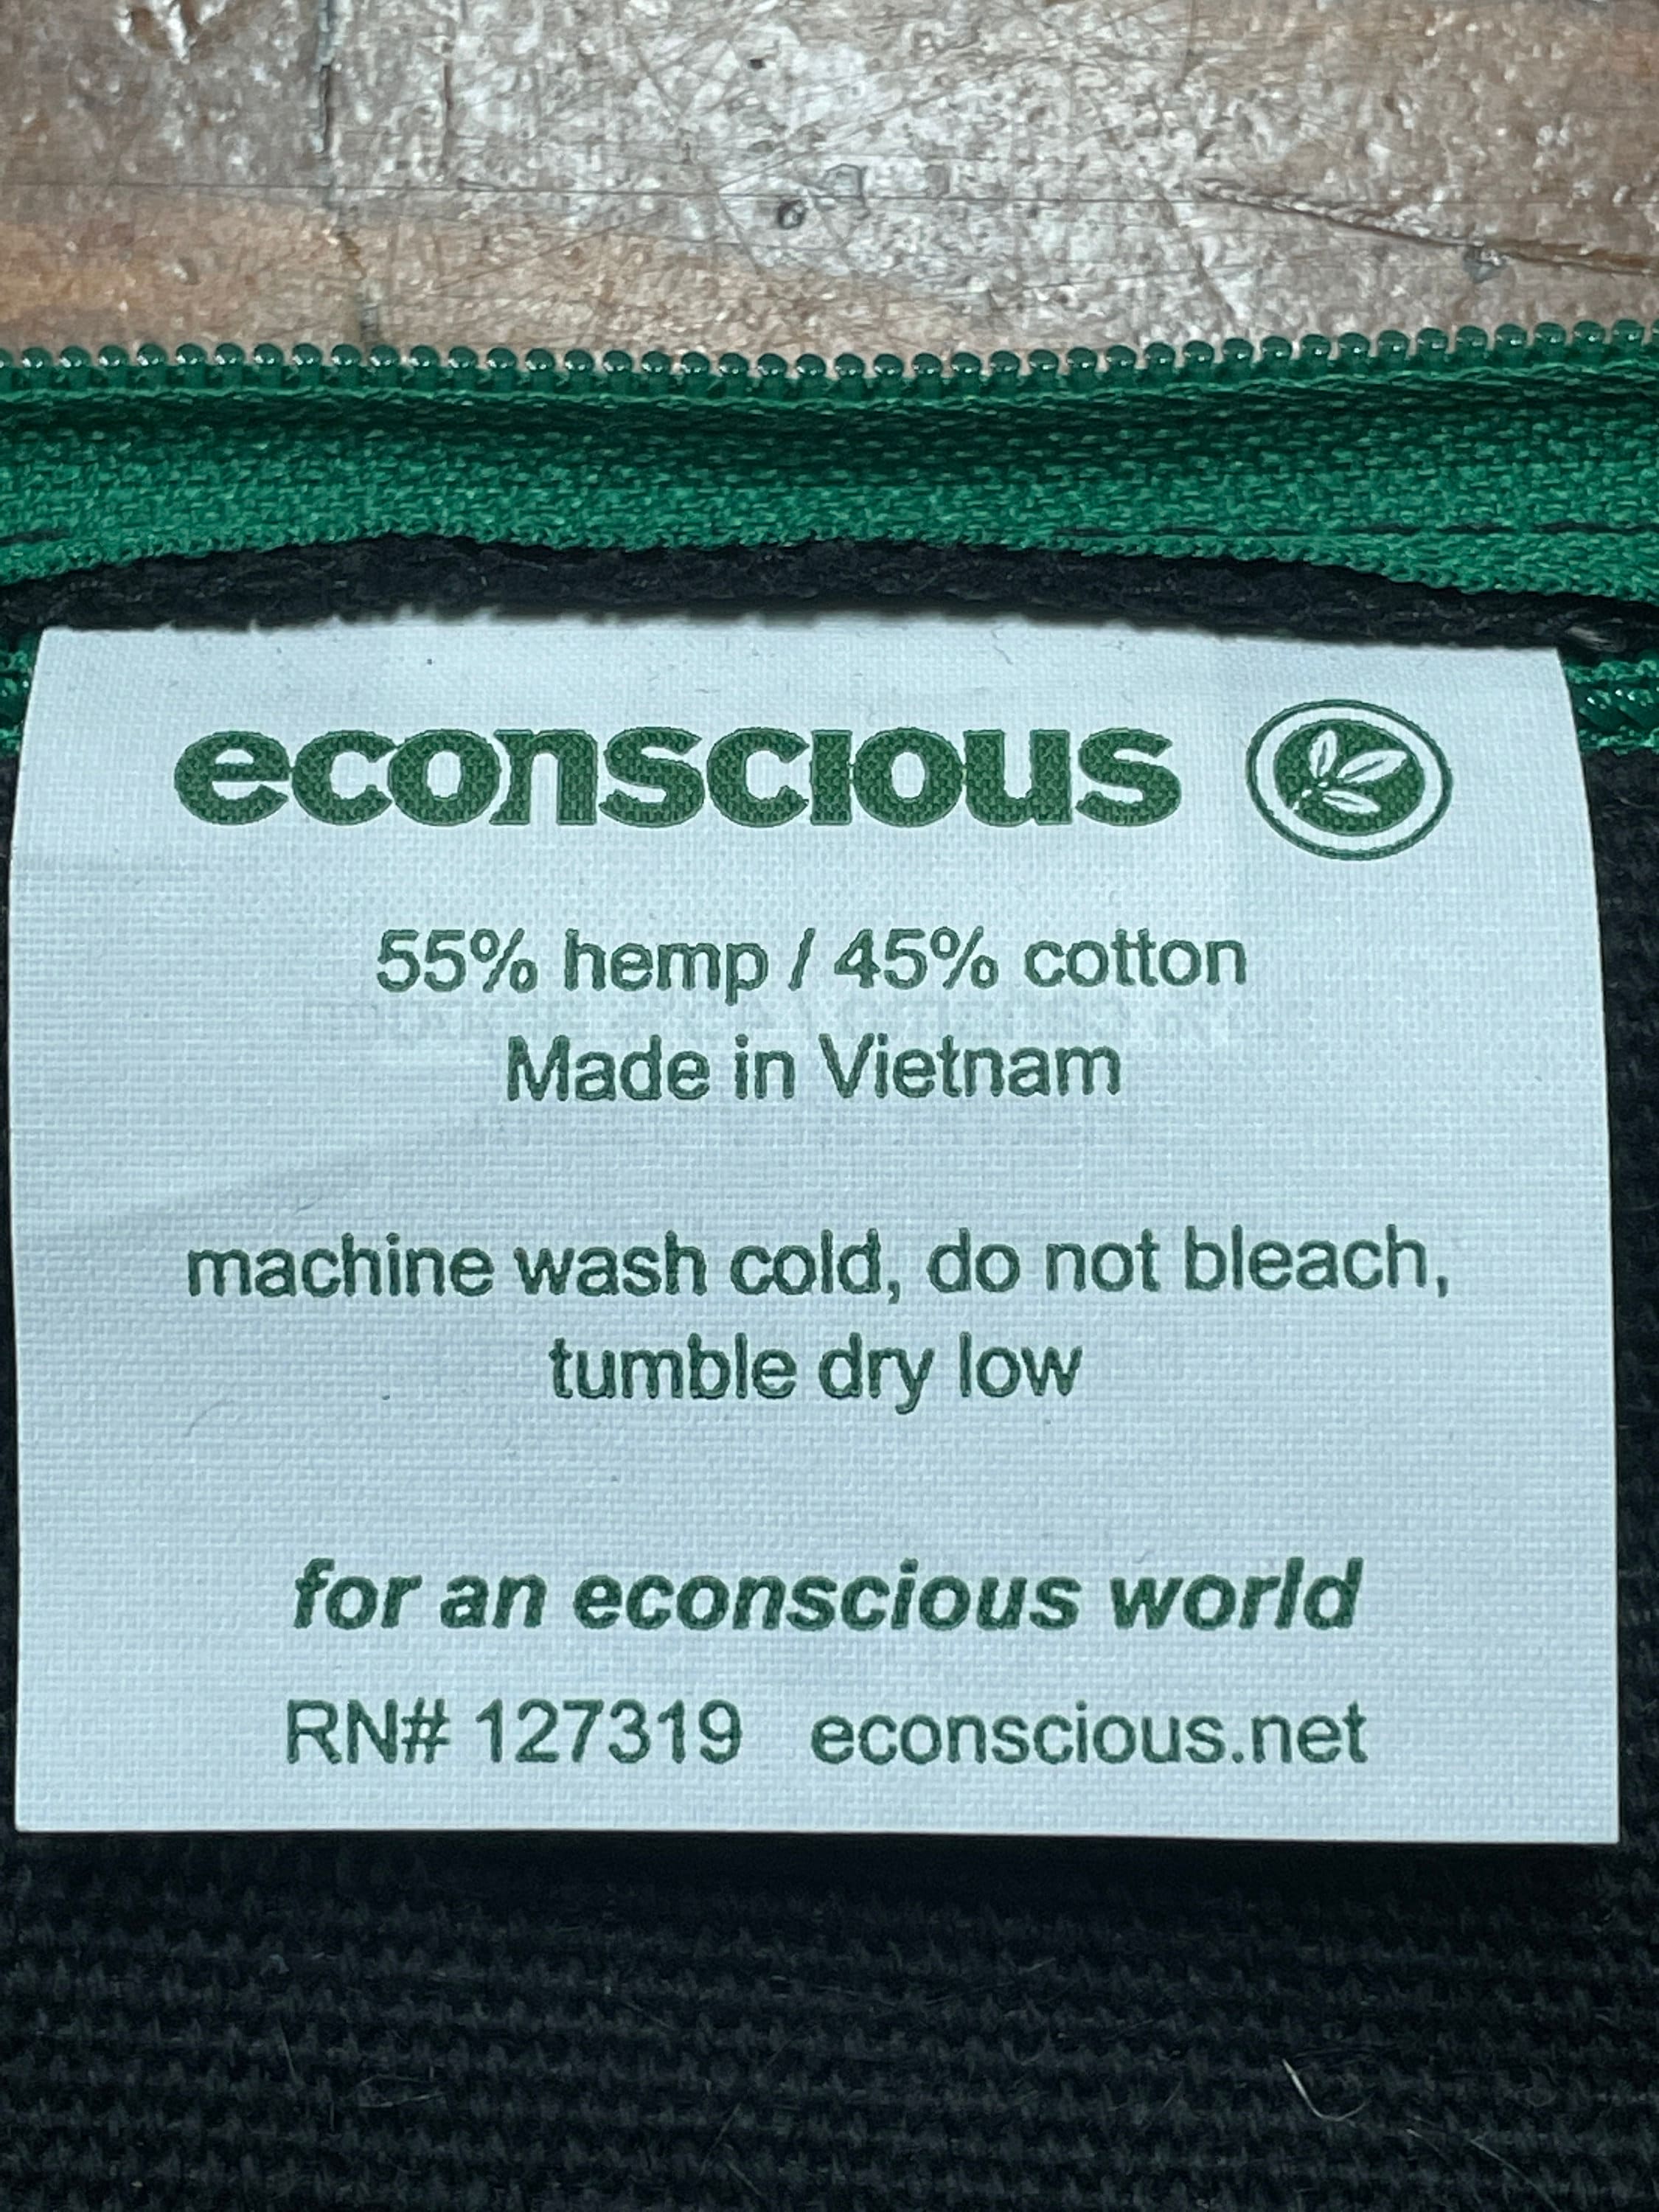 econscious
55% hemp / 45% cotton
Made in Vietnam
machine wash cold, do not bleach,
tumble dry low
for an econscious world
RN# 127319 econscious.net